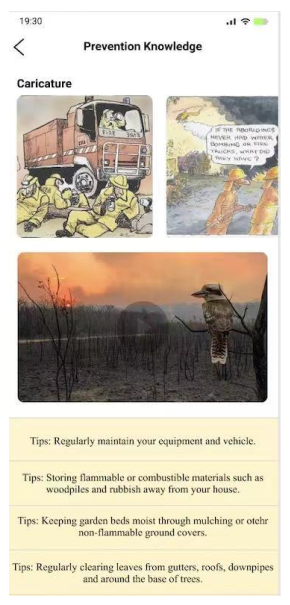 19:30
Prevention Knowledge
Caricature
FIRE
IF THE ABORIGINES
NEVER HAD WATER
BOMBING OR FIRE
TRUCKS, WHAT DID
THEY HAVE ?
Tips: Regularly maintain your equipment and vehicle.
Tips: Storing flammable or combustible materials such as
woodpiles and rubbish away from your house.
Tips: Keeping garden beds moist through mulching or otehr
non-flammable ground covers.
Tips: Regularly clearing leaves from gutters, roofs, downpipes
and around the base of trees.